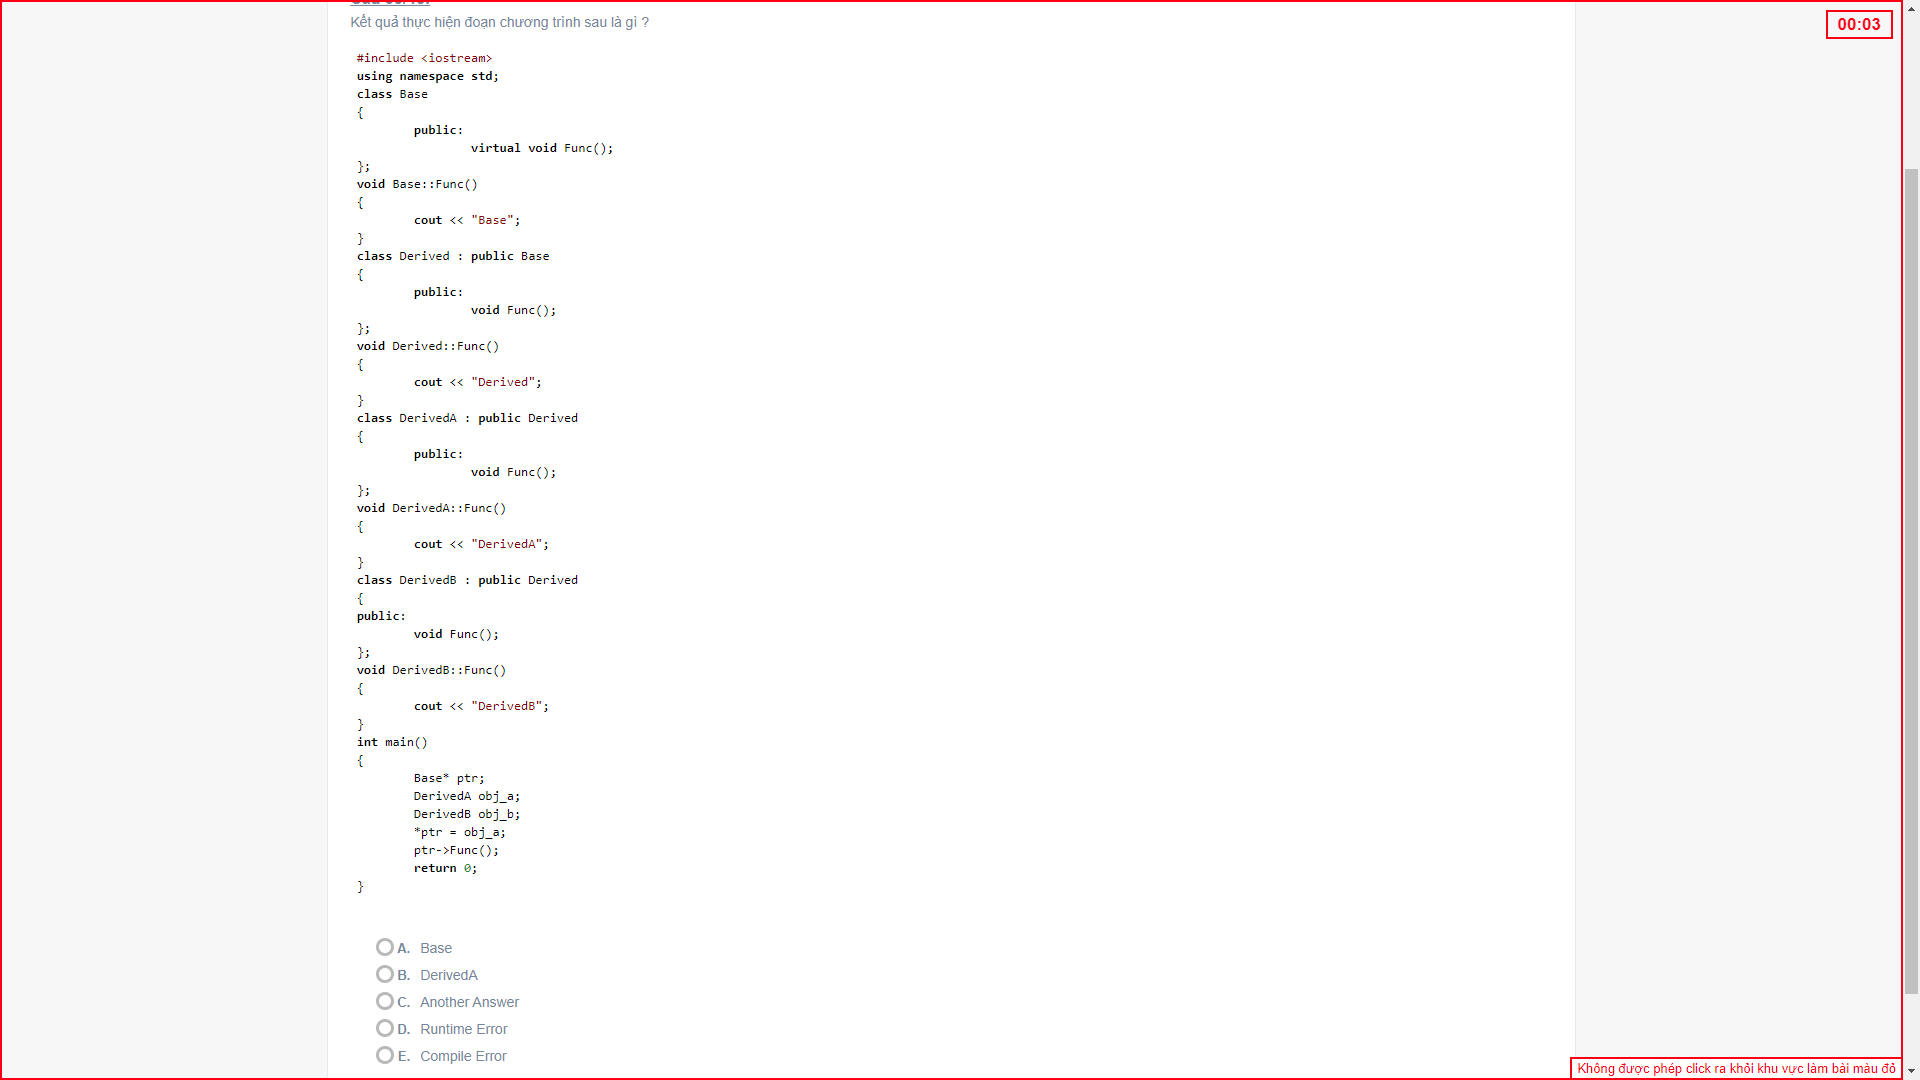 Kết quả thực hiện đoạn chương trình sau là gì ?
00:03
#include <iostream>
using namespace std;
class Base
{
public:
virtual void Func();
};
void Base::Func()
{
cout << "Base";
}
class Derived : public Base
{
public:
void Func();
};
void Derived::Func()
{
cout << "Derived";
}
class DerivedA : public Derived
{
public:
void Func();
};
void DerivedA::Func()
{
cout << "DerivedA";
}
class DerivedB : public Derived
{
public:
void Func();
};
void DerivedB::Func()
{
cout << "DerivedB";
}
int main()
{
Base* ptr;
DerivedA obj_a;
DerivedB obj_b;
*ptr = obj_a;
ptr->Func();
return 0;
}
A. Base
B. DerivedA
C. Another Answer
D. Runtime Error
E. Compile Error
Không được phép click ra khỏi khu vực làm bài màu đỏ